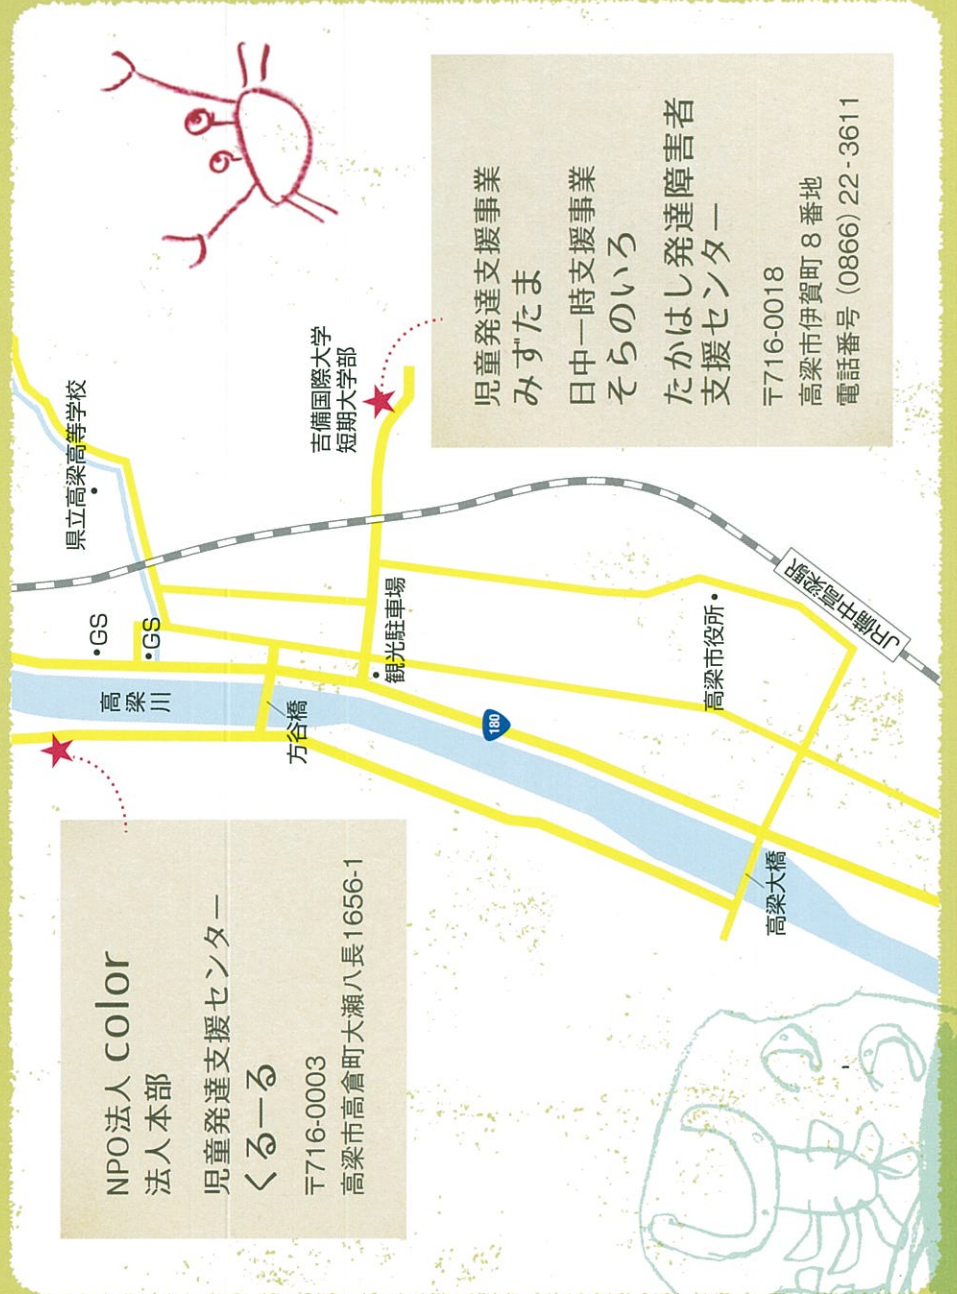 NPO法人 color
法人本部
児童発達支援センター
くるーる
〒716-0003
高梁市高倉町大瀬八長1656-1
児童発達支援事業
みずたま
日中一時支援事業
そらのいろ
たかはし発達障害者
支援センター
〒716-0018
高梁市伊賀町 8 番地
電話番号 (0866) 22-3611
県立高梁高等学校
吉備国際大学
短期大学部
GS
GS
高梁川
方谷橋
観光駐車場
180
高梁市役所
JR備中高梁駅
高梁大橋